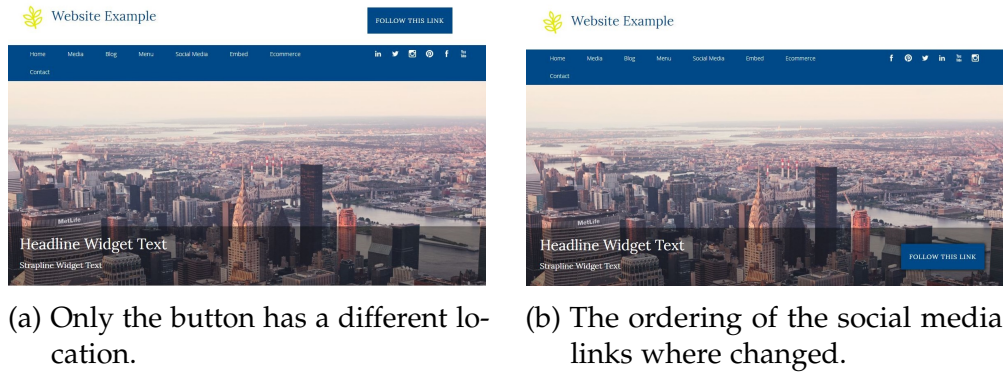 Website Example
FOLLOW THIS LINK
Home Media Blog Menu Social Media Embed Ecommerce
Contact
MetLife
Headline Widget Text
Strapline Widget Text
(a) Only the button has a different lo-
cation.
Website Example
Home Media Blog Menu Social Media Embed Ecommerce
Contact
MetLife
Headline Widget Text
FOLLOW THIS LINK
Strapline Widget Text
(b) The ordering of the social media
links where changed.